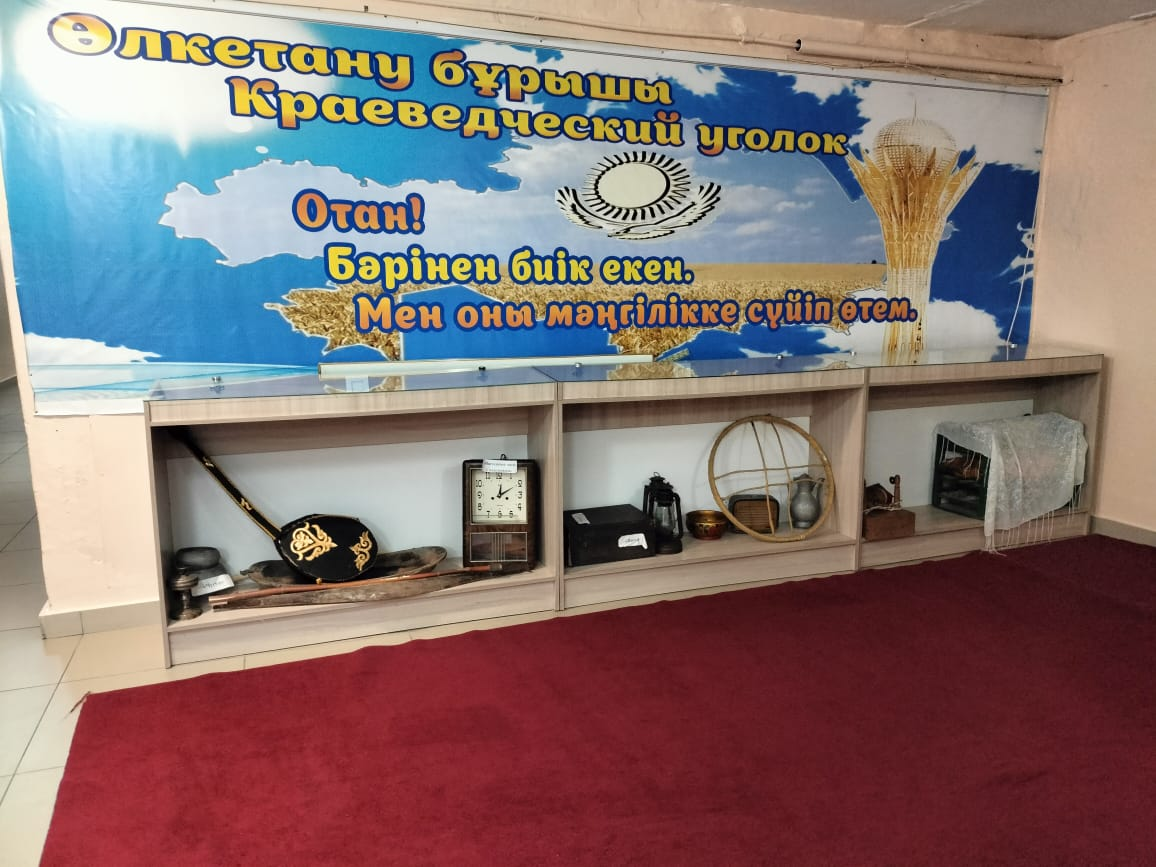 Өлкетану бұрышы
Краеведческий уголок
Отан!
Бәрінен биік екен.
Мен оны мәңгілікке сүйіп өтем.